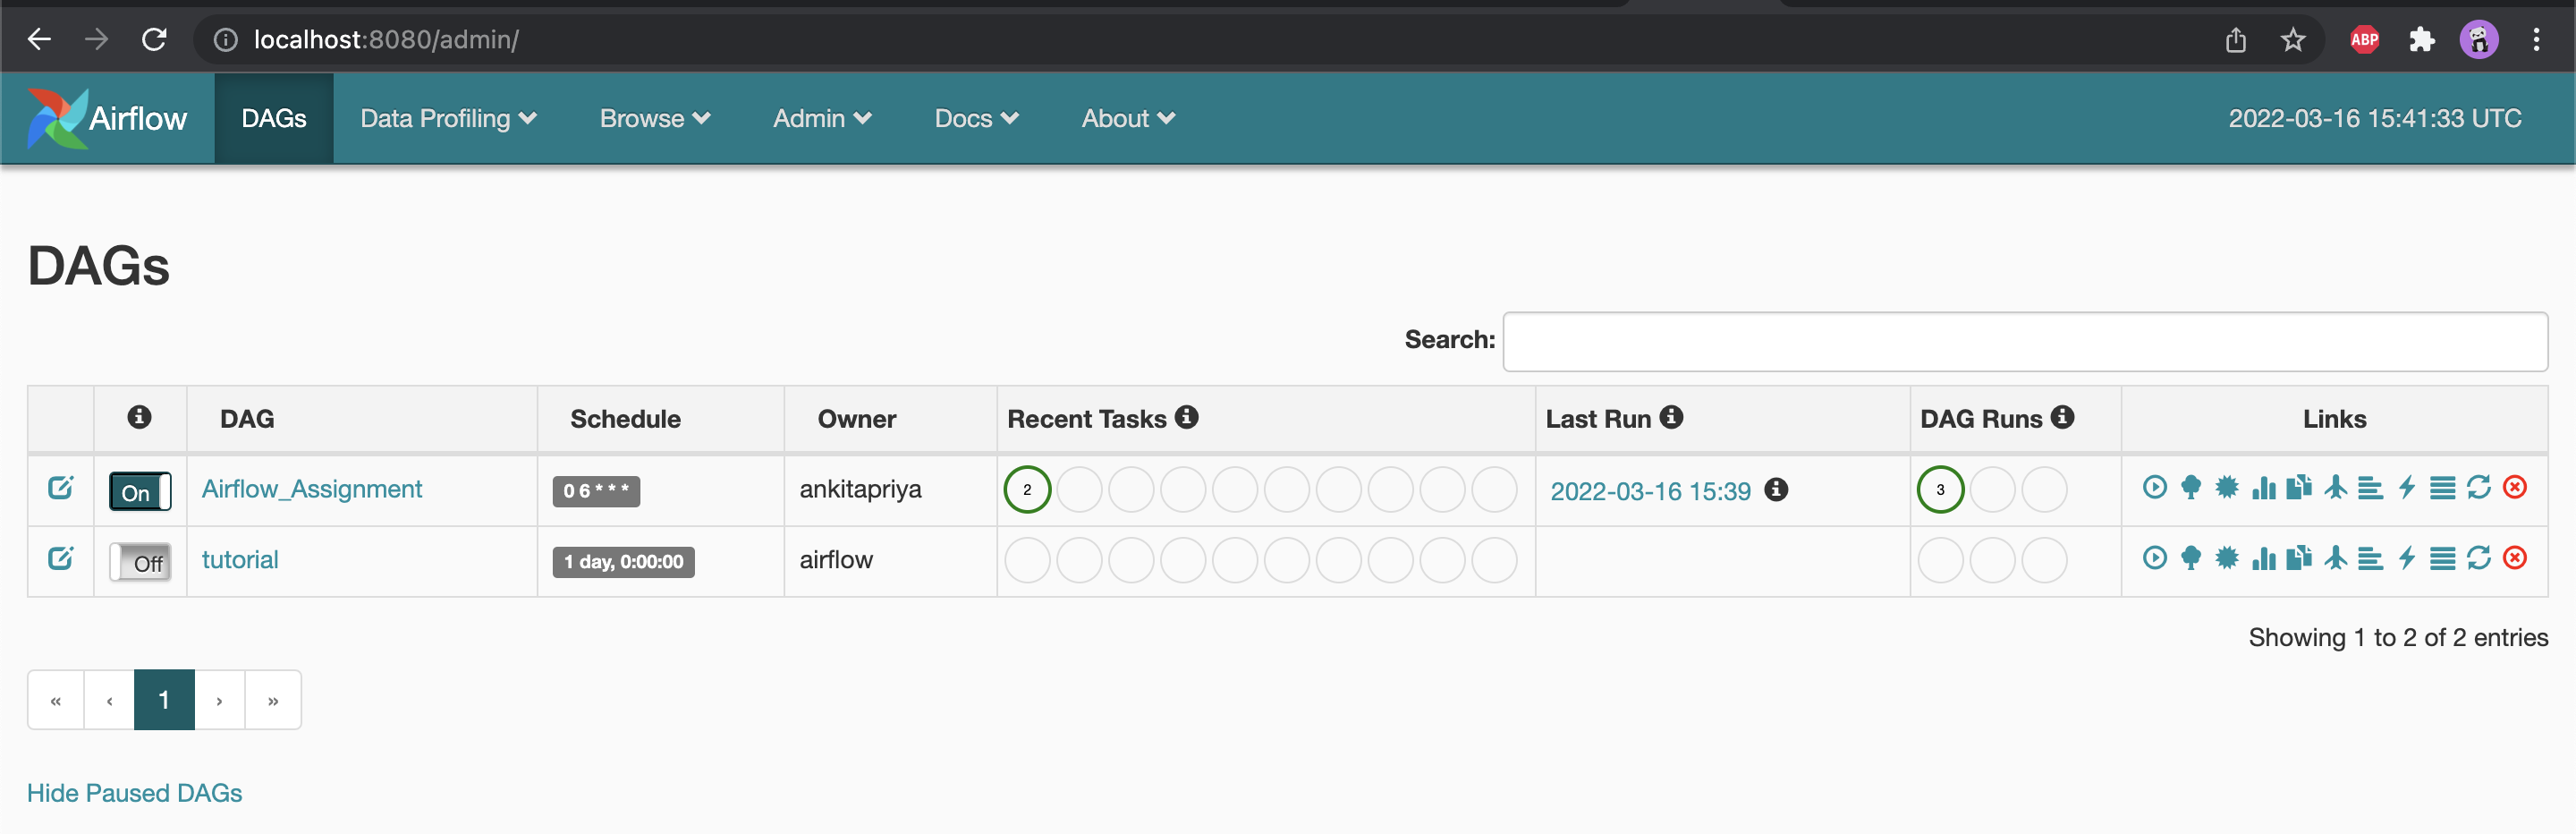 localhost:8080/admin/
ABP
Airflow DAGs Data Profiling Browse Admin Docs About 2022-03-16 15:41:33 UTC
DAGs
Search:
DAG Schedule Owner Recent Tasks Last Run DAG Runs Links
On Airflow_Assignment 0 6 * * * ankitapriya 2 2022-03-16 15:39 3
Off tutorial 1 day, 0:00:00 airflow
Showing 1 to 2 of 2 entries
« ‹ 1 › »
Hide Paused DAGs